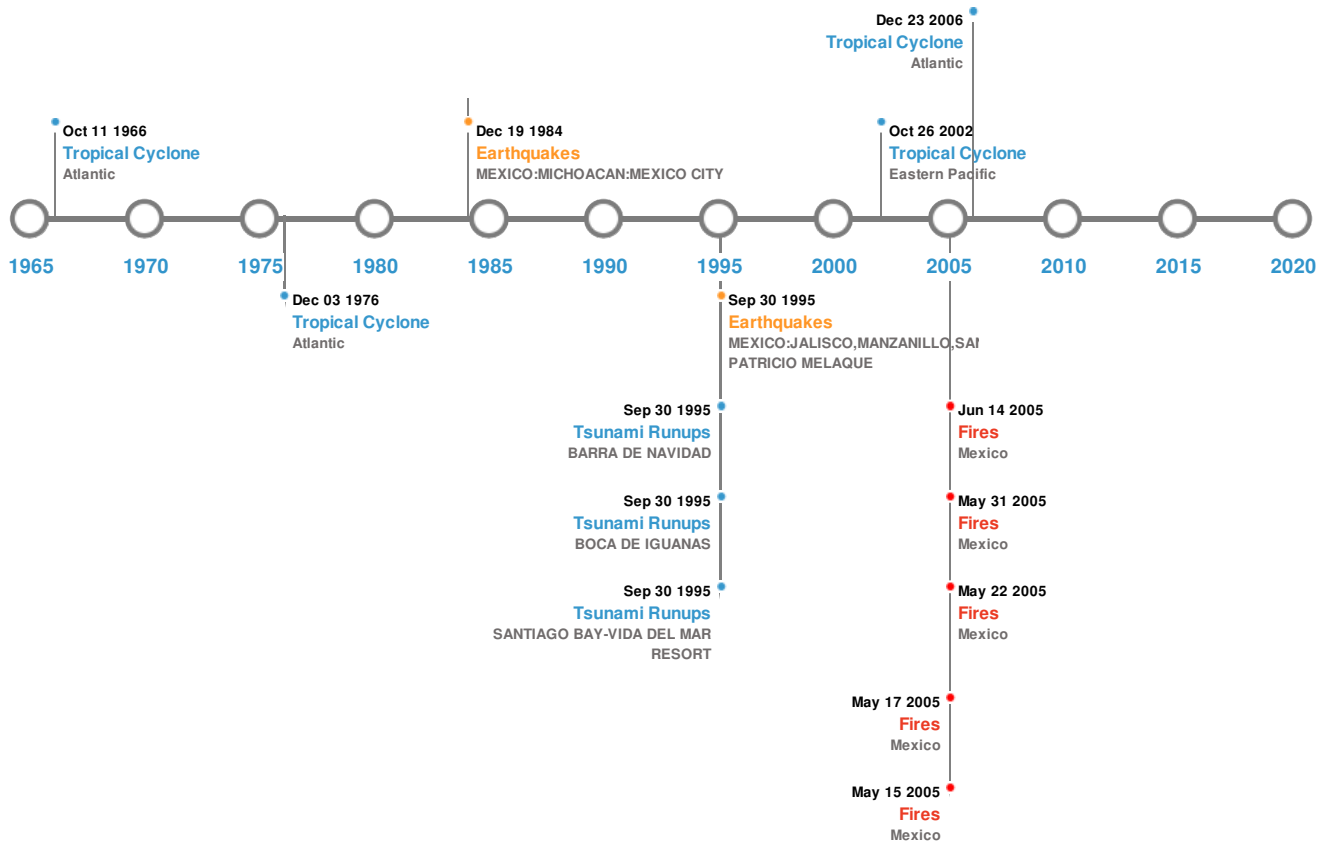 Dec 23 2006
Tropical Cyclone
Atlantic
Oct 11 1966
Tropical Cyclone
Atlantic
Dec 19 1984
Earthquakes
MEXICO:MICHOACAN:MEXICO CITY
Oct 26 2002
Tropical Cyclone
Eastern Pacific
1965 1970 1975 1980 1985 1990 1995 2000 2005 2010 2015 2020
Dec 03 1976
Tropical Cyclone
Atlantic
Sep 30 1995
Earthquakes
MEXICO:JALISCO,MANZANILLO,SAN
PATRICIO MELAQUE
Sep 30 1995
Tsunami Runups
BARRA DE NAVIDAD
Sep 30 1995
Tsunami Runups
BOCA DE IGUANAS
Sep 30 1995
Tsunami Runups
SANTIAGO BAY-VIDA DEL MAR
RESORT
Jun 14 2005
Fires
Mexico
May 31 2005
Fires
Mexico
May 22 2005
Fires
Mexico
May 17 2005
Fires
Mexico
May 15 2005
Fires
Mexico